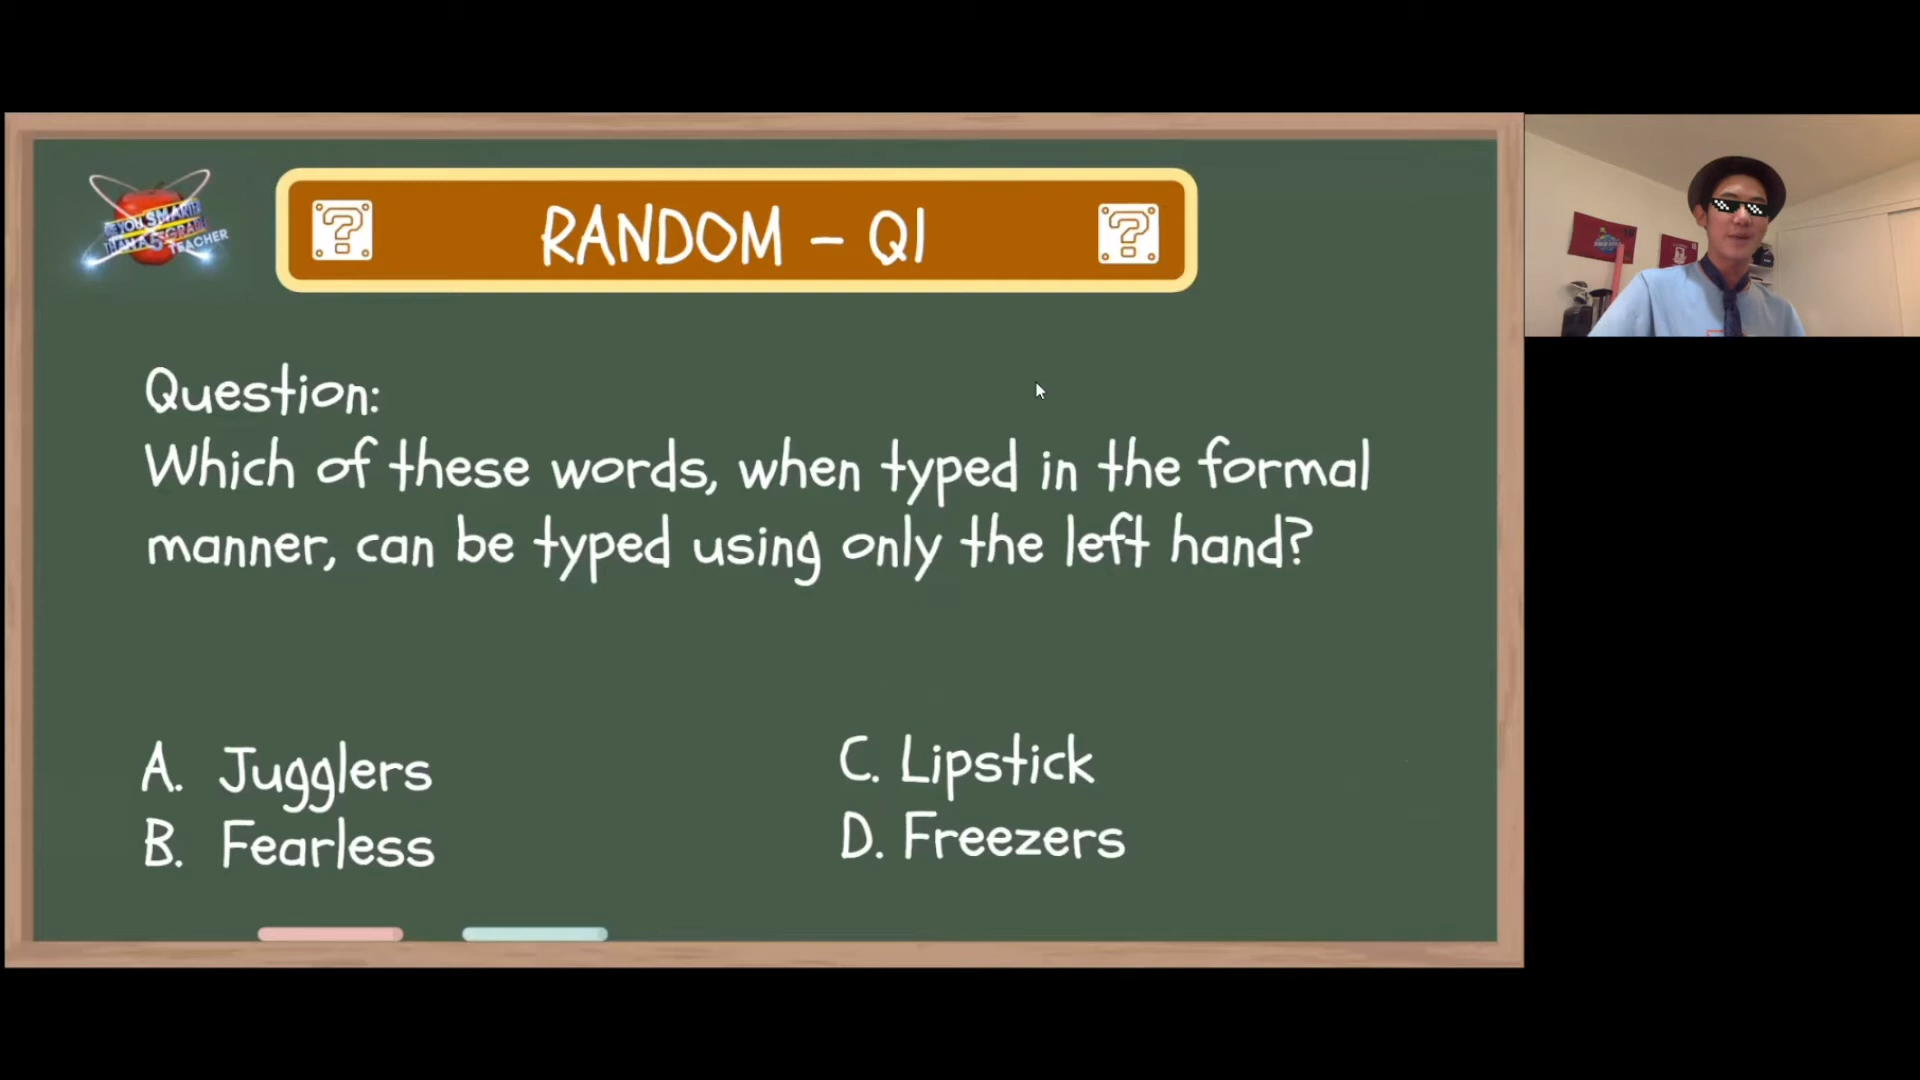 RANDOM - Q1
Question:
Which of these words, when typed in the formal
manner, can be typed using only the left hand?
A. Jugglers
B. Fearless
C. Lipstick
D. Freezers
TEACHER